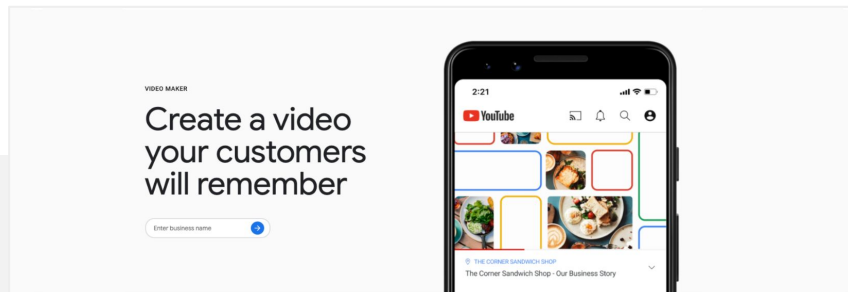 VIDEO MAKER
Create a video
your customers
will remember
Enter business name
2:21
YouTube
THE CORNER SANDWICH SHOP
The Corner Sandwich Shop - Our Business Story